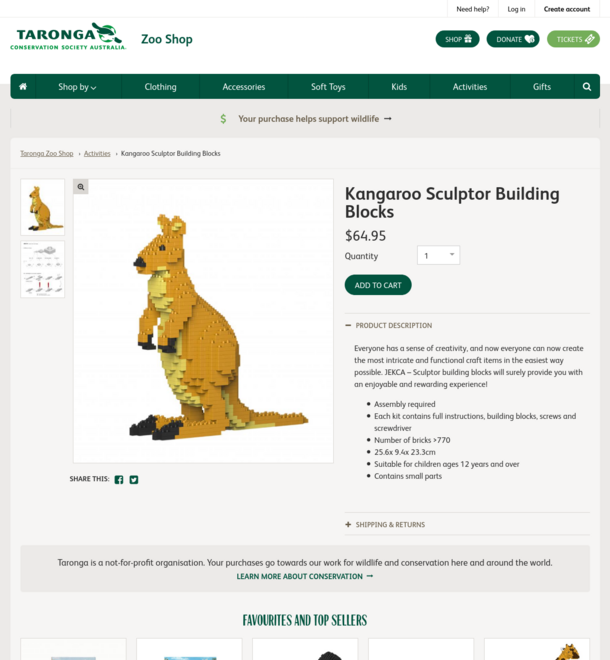 Need help?
Log in
Create account
TARONGA
CONSERVATION SOCIETY AUSTRALIA.
Zoo Shop
SHOP
DONATE
TICKETS
Shop by
Clothing
Accessories
Soft Toys
Kids
Activities
Gifts
$ Your purchase helps support wildlife →
Taronga Zoo Shop › Activities › Kangaroo Sculptor Building Blocks
Kangaroo Sculptor Building
Blocks
$64.95
Quantity
1
ADD TO CART
− PRODUCT DESCRIPTION
Everyone has a sense of creativity, and now everyone can now create
the most intricate and functional craft items in the easiest way
possible. JEKCA – Sculptor building blocks will surely provide you with
an enjoyable and rewarding experience!
• Assembly required
• Each kit contains full instructions, building blocks, screws and
screwdriver
• Number of bricks >770
• 25.6x 9.4x 23.3cm
• Suitable for children ages 12 years and over
• Contains small parts
SHARE THIS:
+ SHIPPING & RETURNS
Taronga is a not-for-profit organisation. Your purchases go towards our work for wildlife and conservation here and around the world.
LEARN MORE ABOUT CONSERVATION →
FAVOURITES AND TOP SELLERS